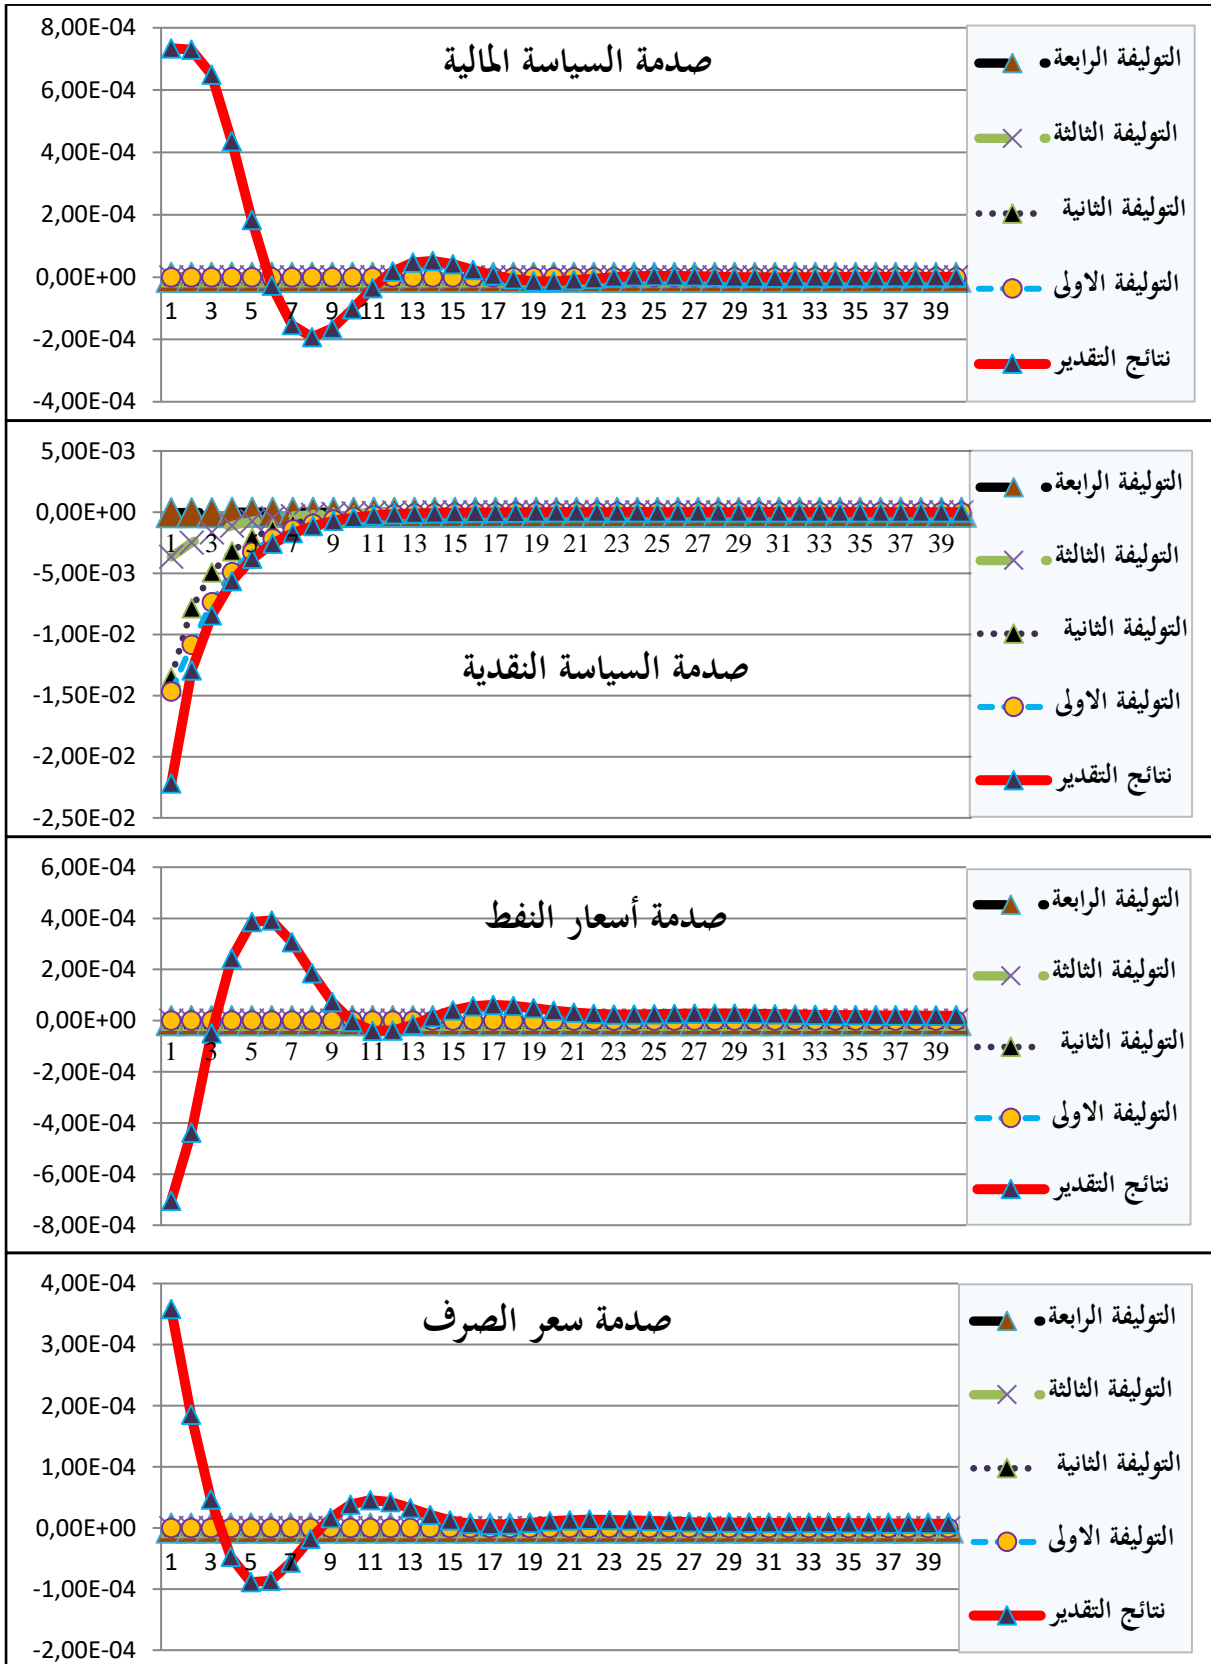 صدمة السياسة المالية
8,00E-04
6,00E-04
4,00E-04
2,00E-04
0,00E+00
-2,00E-04
-4,00E-04
1 3 5 7 9 11 13 15 17 19 21 23 25 27 29 31 33 35 37 39
التوليفة الرابعة
التوليفة الثالثة
التوليفة الثانية
التوليفة الاولى
نتائج التقدير
5,00E-03
0,00E+00
-5,00E-03
-1,00E-02
-1,50E-02
-2,00E-02
-2,50E-02
1 3 5 7 9 11 13 15 17 19 21 23 25 27 29 31 33 35 37 39
صدمة السياسة النقدية
التوليفة الرابعة
التوليفة الثالثة
التوليفة الثانية
التوليفة الاولى
نتائج التقدير
صدمة أسعار النفط
6,00E-04
4,00E-04
2,00E-04
0,00E+00
-2,00E-04
-4,00E-04
-6,00E-04
-8,00E-04
1 3 5 7 9 11 13 15 17 19 21 23 25 27 29 31 33 35 37 39
التوليفة الرابعة
التوليفة الثالثة
التوليفة الثانية
التوليفة الاولى
نتائج التقدير
صدمة سعر الصرف
4,00E-04
3,00E-04
2,00E-04
1,00E-04
0,00E+00
-1,00E-04
-2,00E-04
1 3 5 7 9 11 13 15 17 19 21 23 25 27 29 31 33 35 37 39
التوليفة الرابعة
التوليفة الثالثة
التوليفة الثانية
التوليفة الاولى
نتائج التقدير